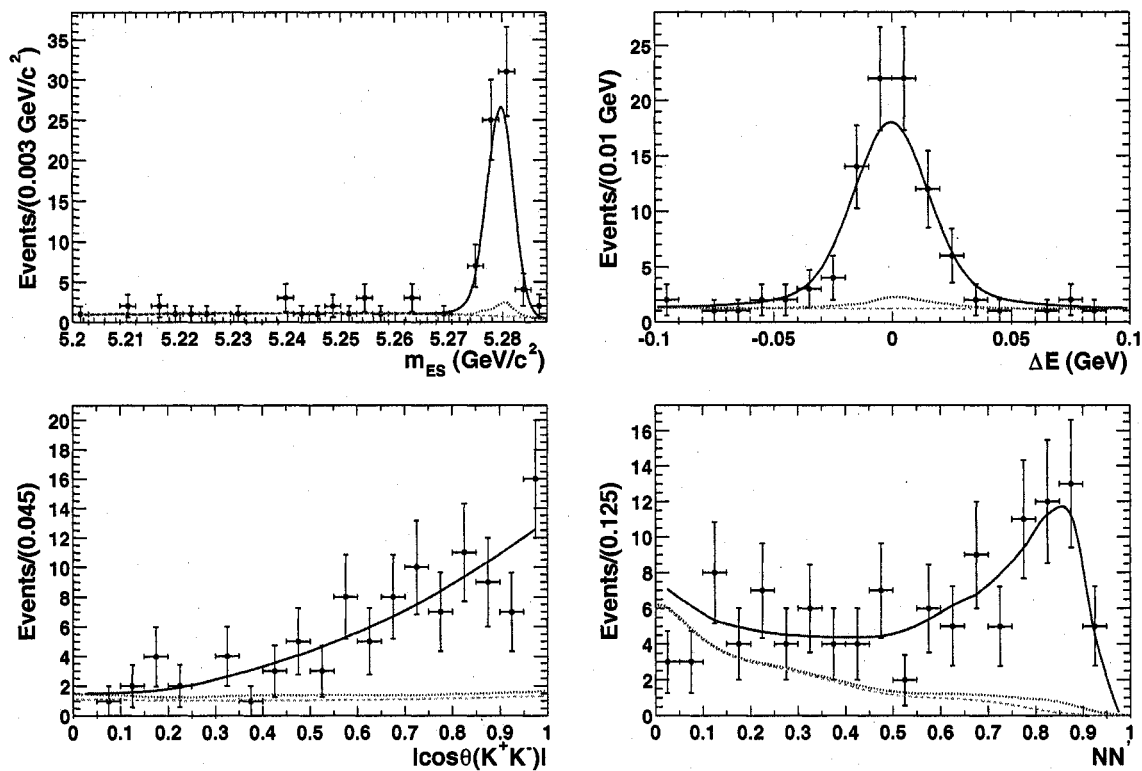 Events/(0.003 GeV/c²)
35
30
25
20
15
10
5
0
5.2 5.21 5.22 5.23 5.24 5.25 5.26 5.27 5.28
m_ES (GeV/c²)
Events/(0.01 GeV)
25
20
15
10
5
0
-0.1 -0.05 0 0.05 0.1
ΔE (GeV)
Events/(0.045)
20
18
16
14
12
10
8
6
4
2
0
0 0.1 0.2 0.3 0.4 0.5 0.6 0.7 0.8 0.9 1
|cosθ(K⁺K⁻)|
Events/(0.125)
16
14
12
10
8
6
4
2
0
0 0.1 0.2 0.3 0.4 0.5 0.6 0.7 0.8 0.9 1
NN'